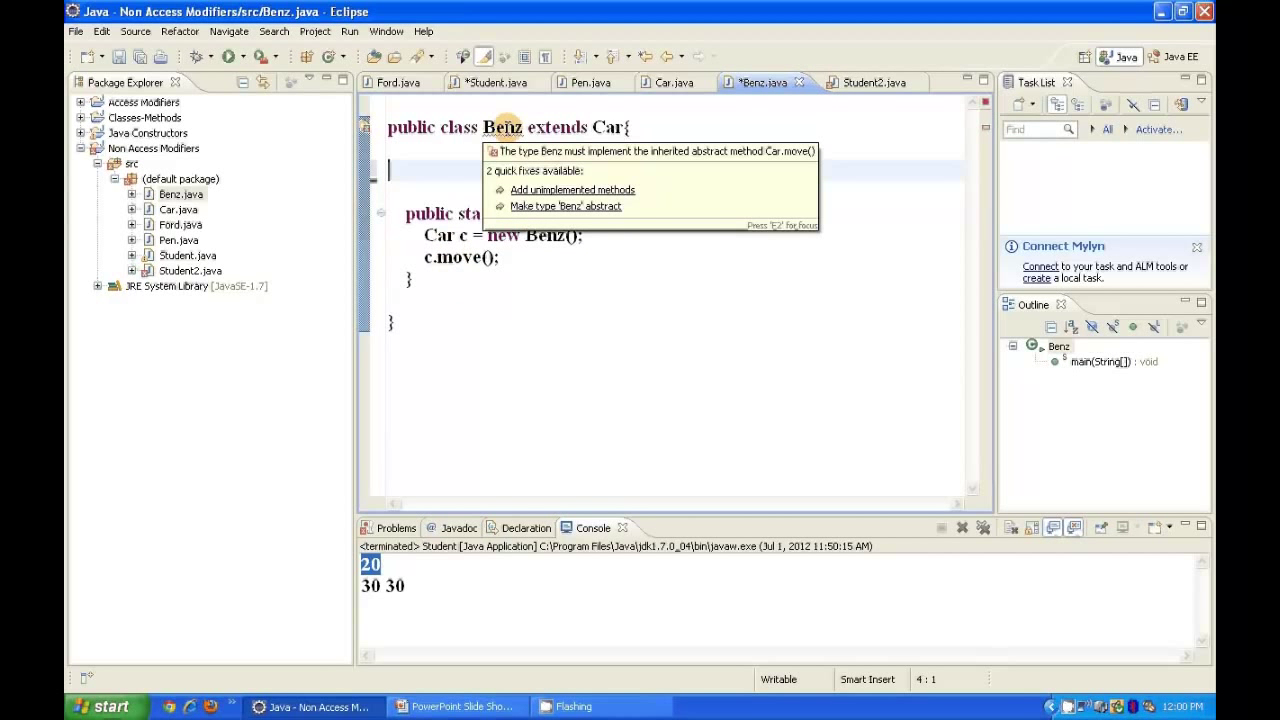 Java - Non Access Modifiers/src/Benz.java - Eclipse
File Edit Source Refactor Navigate Search Project Run Window Help
Java Java EE
Package Explorer
Ford.java *Student.java Pen.java Car.java *Benz.java Student2.java
Task List
Access Modifiers
Classes-Methods
Java Constructors
Non Access Modifiers
src
(default package)
Benz.java
Car.java
Ford.java
Pen.java
Student.java
Student2.java
JRE System Library [JavaSE-1.7]
public class Benz extends Car{
The type Benz must implement the inherited abstract method Car.move()
2 quick fixes available:
Add unimplemented methods
Make type 'Benz' abstract
Press 'F2' for focus
public sta
Car c = new Benz();
c.move();
}
}
Find All Activate...
Connect Mylyn
Connect to your task and ALM tools or
create a local task.
Outline
Benz
main(String[]) : void
Problems Javadoc Declaration Console
<terminated> Student [Java Application] C:\Program Files\Java\jdk1.7.0_04\bin\javaw.exe (Jul 1, 2012 11:50:15 AM)
20
30 30
Writable Smart Insert 4 : 1
start Java - Non Access M... PowerPoint Slide Sho... Flashing 12:00 PM